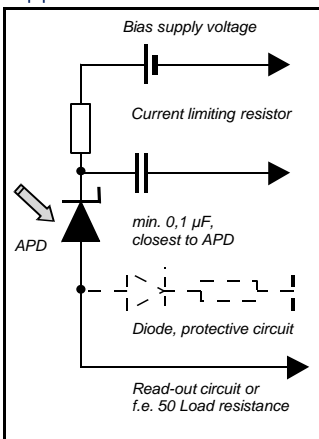 Bias supply voltage
Current limiting resistor
min. 0,1 µF,
closest to APD
APD
Diode, protective circuit
Read-out circuit or
f.e. 50 Load resistance